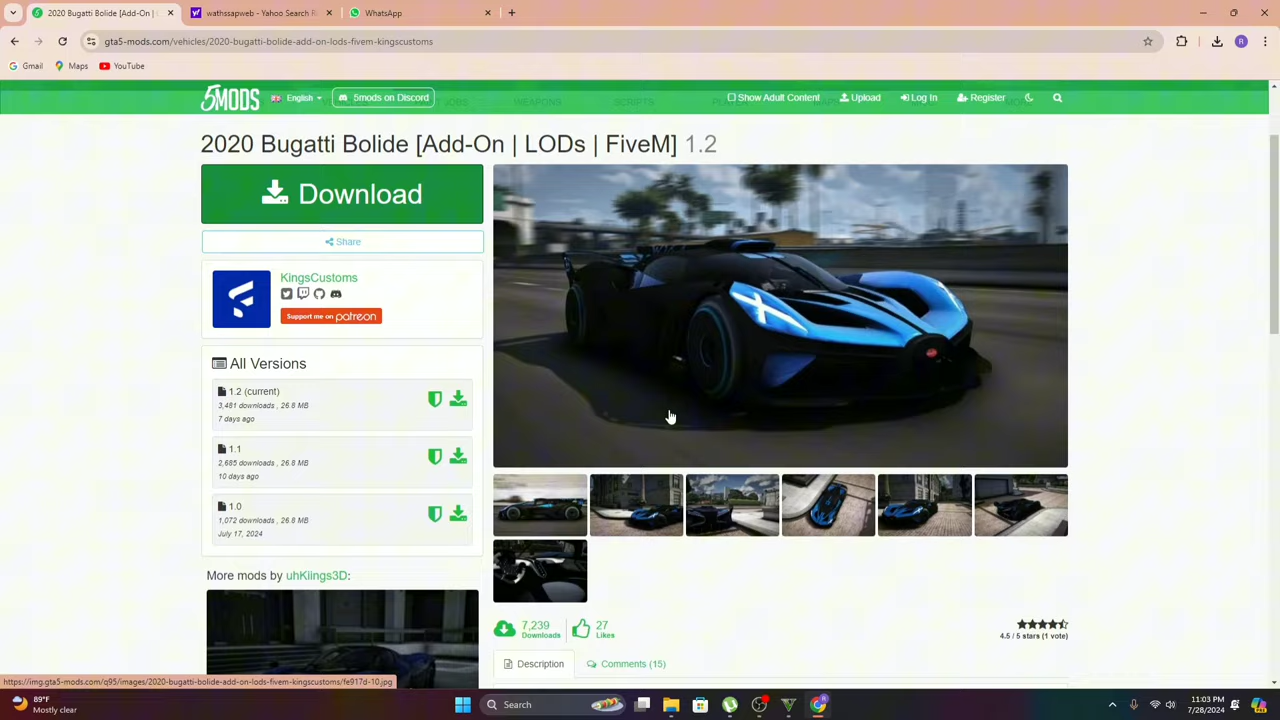 2020 Bugatti Bolide [Add-On |
wattssapweb - Yahoo Search R
WhatsApp
gta5-mods.com/vehicles/2020-bugatti-bolide-add-on-lods-fivem-kingscustoms
R
Gmail
Maps
YouTube
5MODS
English
5mods on Discord
JOBS
WEAPONS
SCRIPTS
Show Adult Content
Upload
Log In
Register
2020 Bugatti Bolide [Add-On | LODs | FiveM] 1.2
Download
Share
KingsCustoms
Support me on patreon
All Versions
1.2 (current)
3,481 downloads , 26.8 MB
7 days ago
1.1
2,685 downloads , 26.8 MB
10 days ago
1.0
1,072 downloads , 26.8 MB
July 17, 2024
More mods by uhKiings3D:
7,239
Downloads
27
Likes
4.5 / 5 stars (1 vote)
Description
Comments (15)
https://img.gta5-mods.com/q95/images/2020-bugatti-bolide-add-on-lods-fivem-kingscustoms/fe917d-10.jpg
89°F
Mostly clear
Search
11:03 PM
7/28/2024